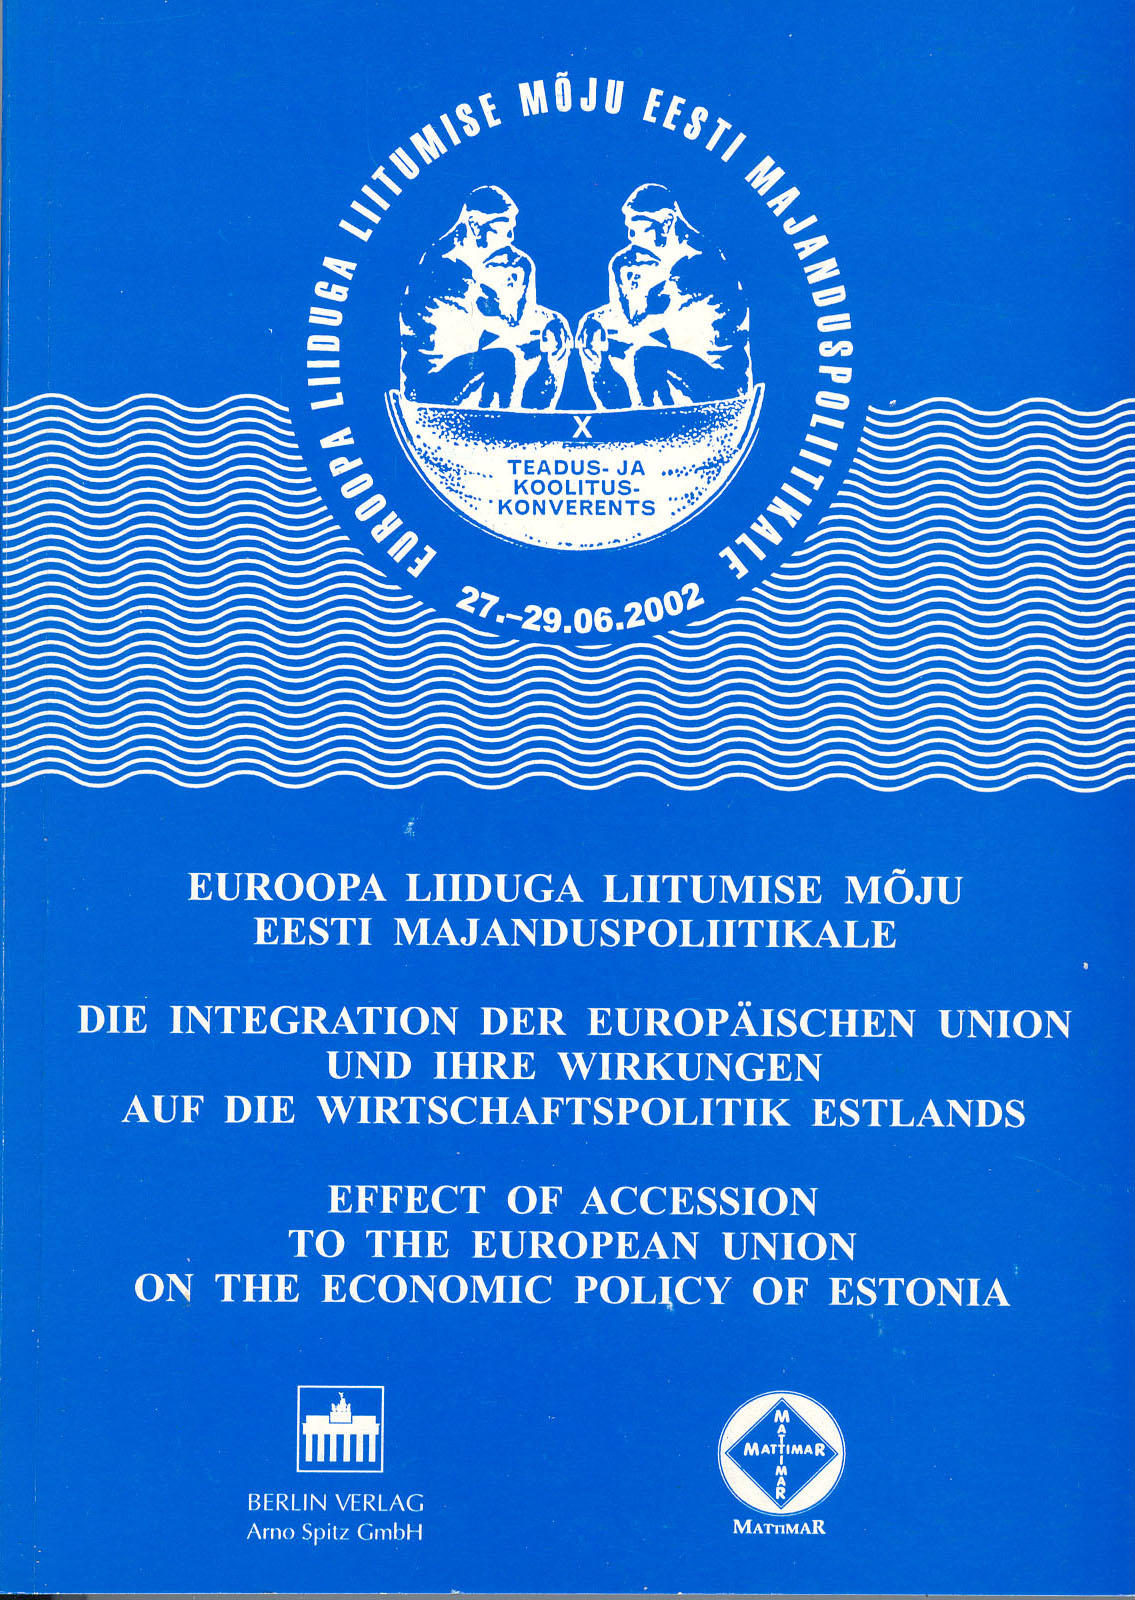 EUROOPA LIIDUGA LIITUMISE MÕJU EESTI MAJANDUSPOLIITIKALE
X
TEADUS- JA
KOOLITUS-
KONVERENTS
27.–29.06.2002
EUROOPA LIIDUGA LIITUMISE MÕJU
EESTI MAJANDUSPOLIITIKALE
DIE INTEGRATION DER EUROPÄISCHEN UNION
UND IHRE WIRKUNGEN
AUF DIE WIRTSCHAFTSPOLITIK ESTLANDS
EFFECT OF ACCESSION
TO THE EUROPEAN UNION
ON THE ECONOMIC POLICY OF ESTONIA
BERLIN VERLAG
Arno Spitz GmbH
MATTIMAR
MATTIMAR
MATTIMAR